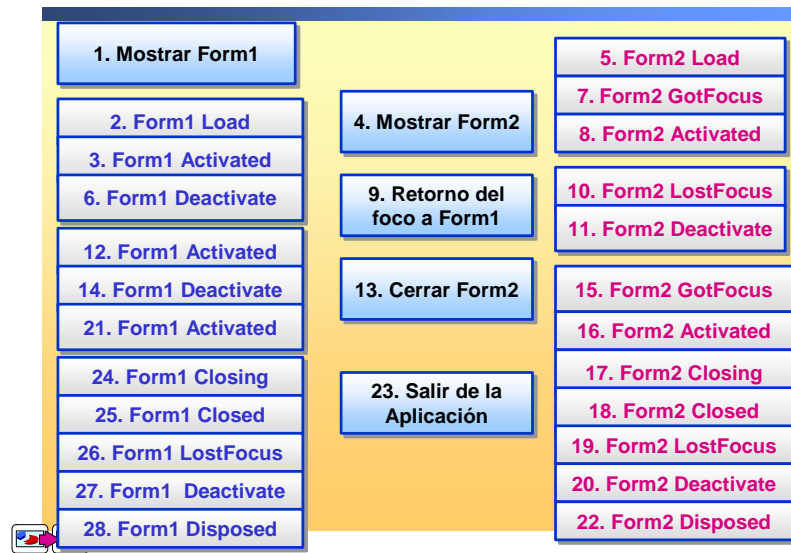 1. Mostrar Form1
2. Form1 Load
3. Form1 Activated
6. Form1 Deactivate
12. Form1 Activated
14. Form1 Deactivate
21. Form1 Activated
24. Form1 Closing
25. Form1 Closed
26. Form1 LostFocus
27. Form1 Deactivate
28. Form1 Disposed
4. Mostrar Form2
9. Retorno del
foco a Form1
13. Cerrar Form2
23. Salir de la
Aplicación
5. Form2 Load
7. Form2 GotFocus
8. Form2 Activated
10. Form2 LostFocus
11. Form2 Deactivate
15. Form2 GotFocus
16. Form2 Activated
17. Form2 Closing
18. Form2 Closed
19. Form2 LostFocus
20. Form2 Deactivate
22. Form2 Disposed